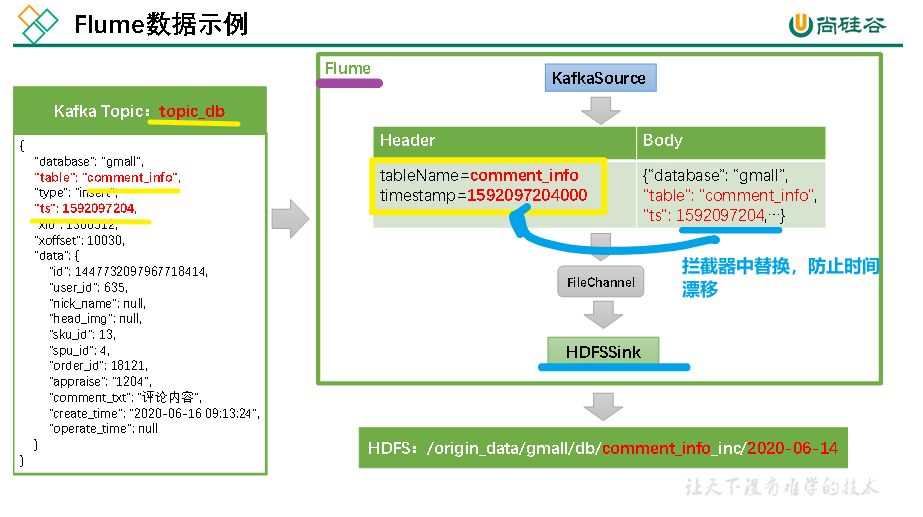 Flume数据示例
尚硅谷
Kafka Topic：topic_db
{
"database": "gmall",
"table": "comment_info",
"type": "insert",
"ts": 1592097204,
"xoffset": 10030,
"data": {
"id": 1447732097967718414,
"user_id": 635,
"nick_name": null,
"head_img": null,
"sku_id": 13,
"spu_id": 4,
"order_id": 18121,
"appraise": "1204",
"comment_txt": "评论内容",
"create_time": "2020-06-16 09:13:24",
"operate_time": null
}
}
Flume
KafkaSource
Header
Body
tableName=comment_info
timestamp=1592097204000
{"database": "gmall",
"table": "comment_info",
"ts": 1592097204,…}
拦截器中替换，防止时间
漂移
FileChannel
HDFSSink
HDFS：/origin_data/gmall/db/comment_info_inc/2020-06-14
让天下没有难学的技术